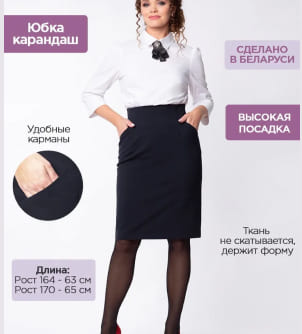 Юбка
карандаш
СДЕЛАНО
В БЕЛАРУСИ
ВЫСОКАЯ
ПОСАДКА
Удобные
карманы
Ткань
не скатывается,
держит форму
Длина:
Рост 164 - 63 см
Рост 170 - 65 см